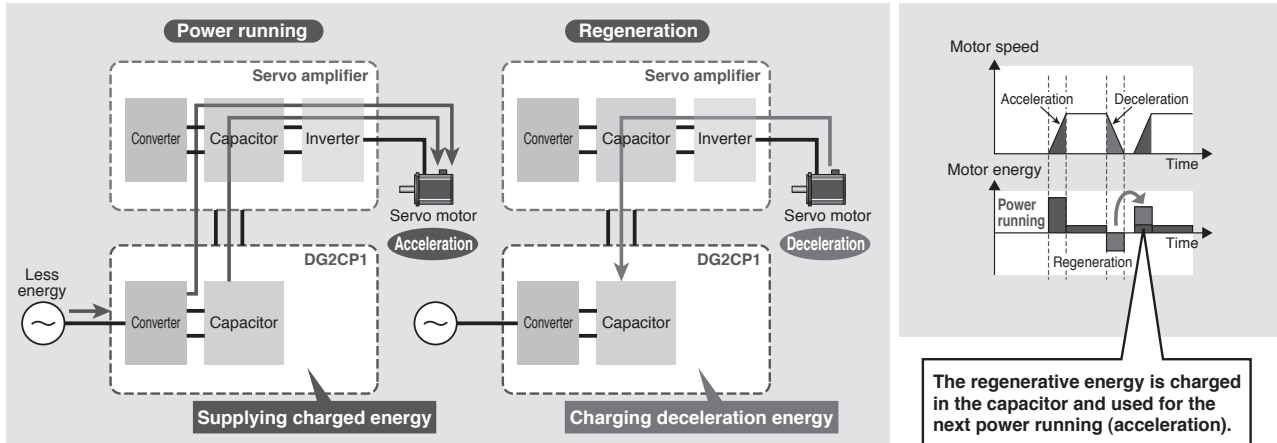 Power running
Servo amplifier
Converter
Capacitor
Inverter
Servo motor
Acceleration
DG2CP1
Less
energy
Converter
Capacitor
Supplying charged energy
Regeneration
Servo amplifier
Converter
Capacitor
Inverter
Servo motor
Deceleration
DG2CP1
Converter
Capacitor
Charging deceleration energy
Motor speed
Acceleration
Deceleration
Time
Motor energy
Power
running
Time
Regeneration
The regenerative energy is charged
in the capacitor and used for the
next power running (acceleration).